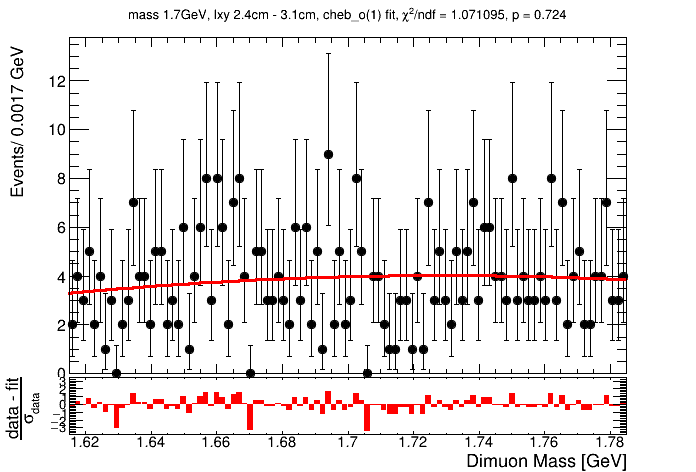 mass 1.7GeV, lxy 2.4cm - 3.1cm, cheb_o(1) fit, χ²/ndf = 1.071095, p = 0.724
Events/ 0.0017 GeV
12
10
8
6
4
2
0
data - fit
σdata
3
2
1
0
−1
−2
−3
1.62 1.64 1.66 1.68 1.7 1.72 1.74 1.76 1.78
Dimuon Mass [GeV]